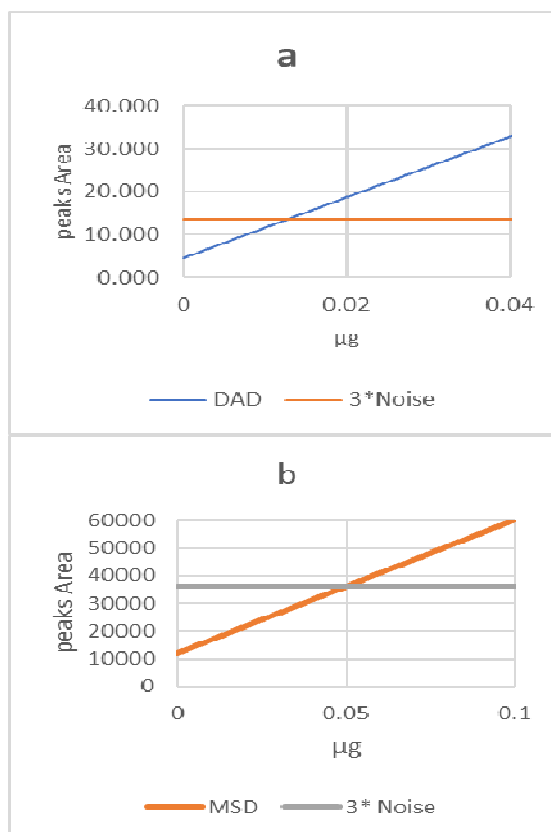 a
40.000
30.000
20.000
10.000
0.000
peaks Area
0 0.02 0.04
µg
DAD 3*Noise
b
60000
50000
40000
30000
20000
10000
0
peaks Area
0 0.05 0.1
µg
MSD 3* Noise